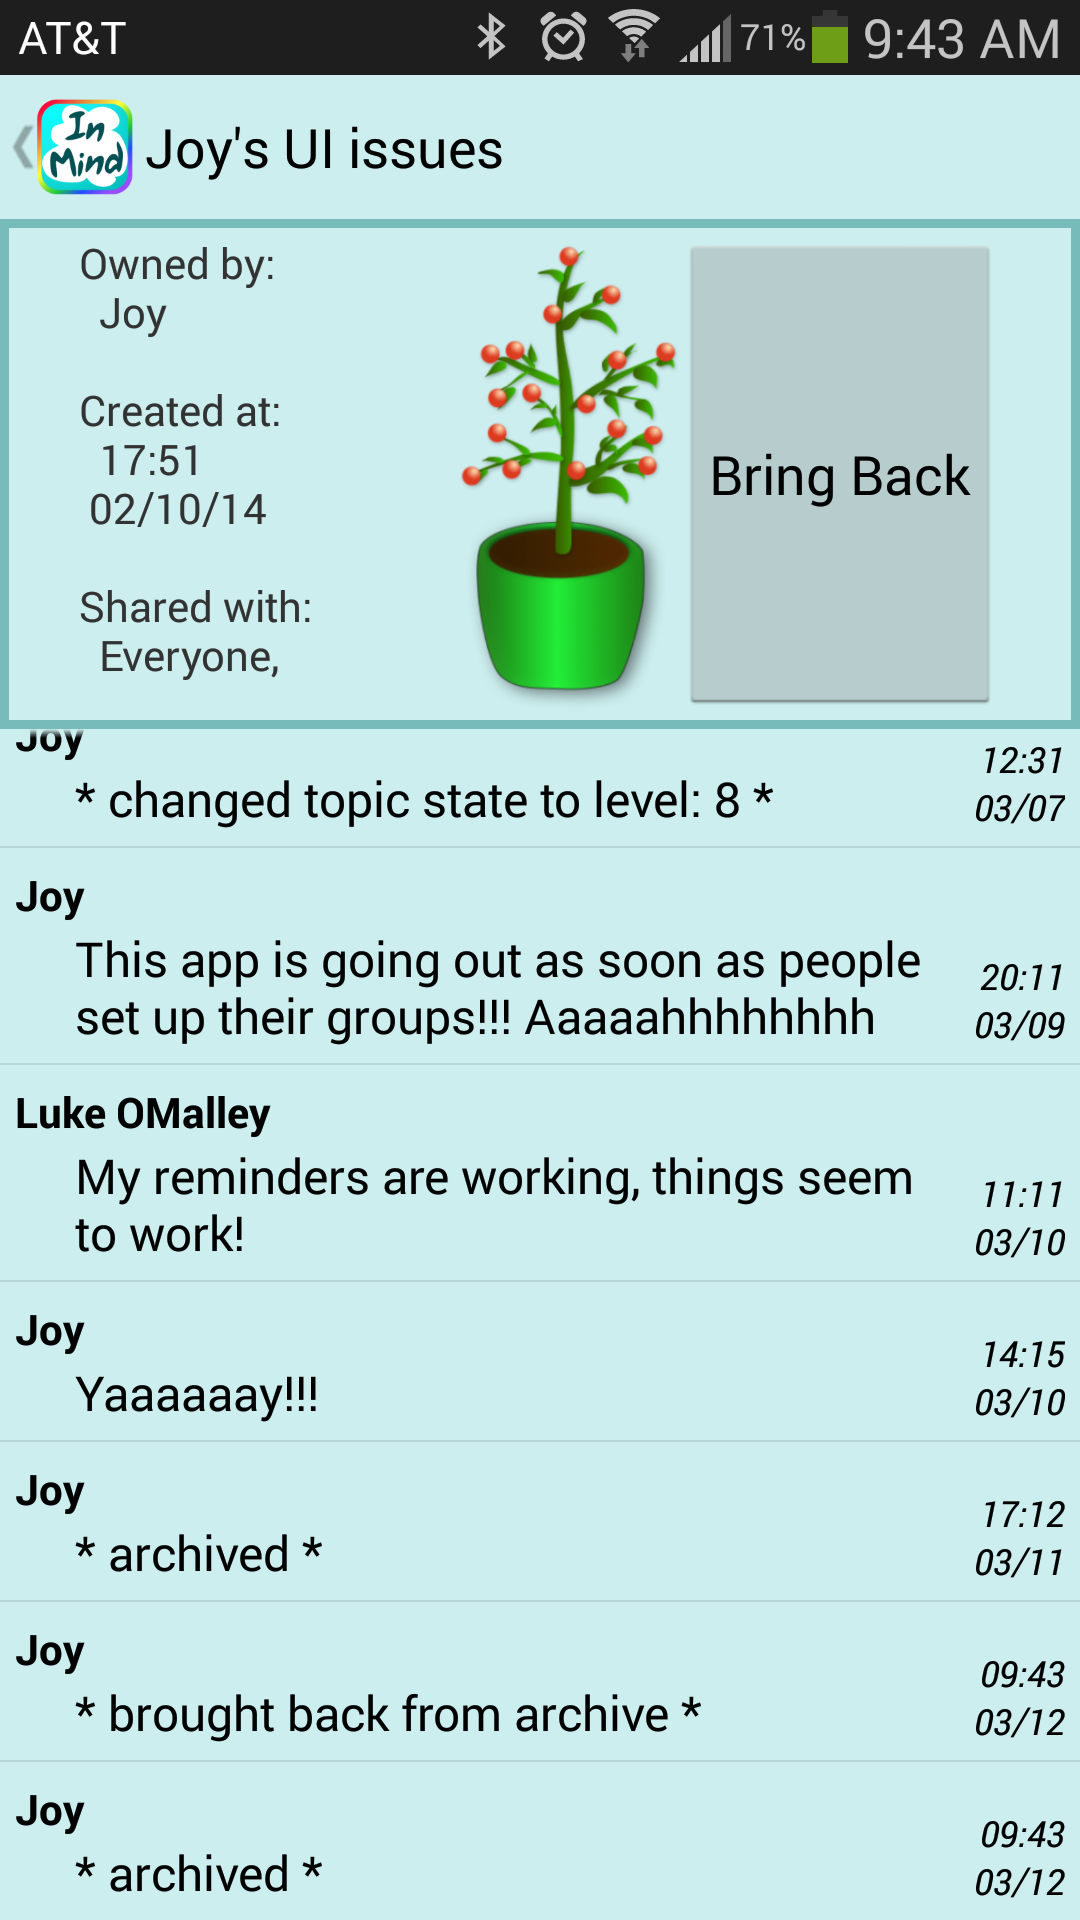 AT&T 71% 9:43 AM
In
Mind
Joy's UI issues
Owned by:
Joy
Created at:
17:51
02/10/14
Shared with:
Everyone,
Bring Back
Joy
* changed topic state to level: 8 *
12:31
03/07
Joy
This app is going out as soon as people
set up their groups!!! Aaaaahhhhhhhh
20:11
03/09
Luke OMalley
My reminders are working, things seem
to work!
11:11
03/10
Joy
Yaaaaaay!!!
14:15
03/10
Joy
* archived *
17:12
03/11
Joy
* brought back from archive *
09:43
03/12
Joy
* archived *
09:43
03/12